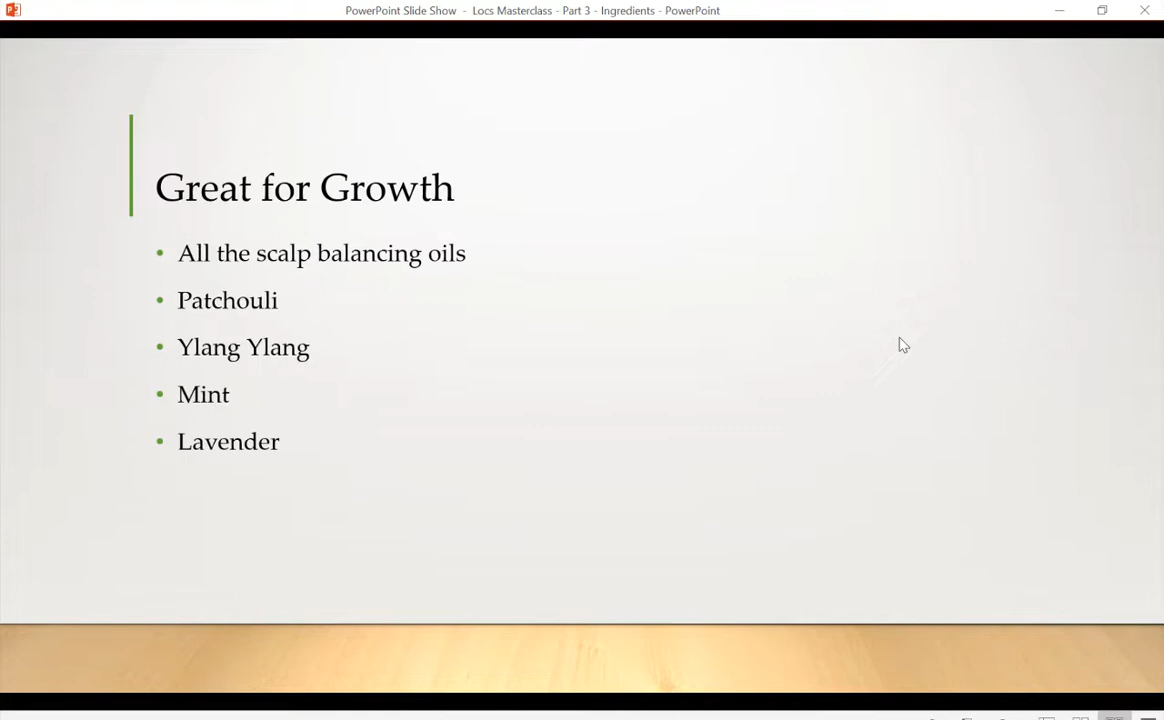 PowerPoint Slide Show - Locs Masterclass - Part 3 - Ingredients - PowerPoint
Great for Growth
• All the scalp balancing oils
• Patchouli
• Ylang Ylang
• Mint
• Lavender